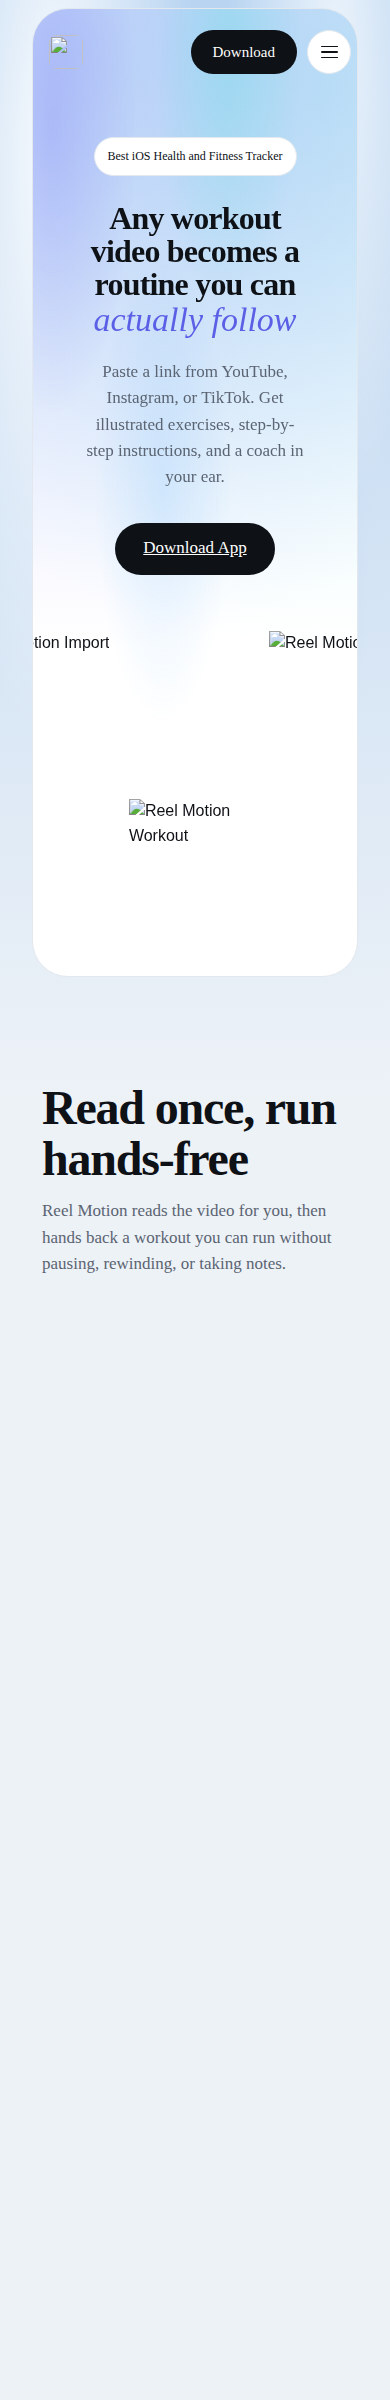 Download
Best iOS Health and Fitness Tracker
Any workout
video becomes a
routine you can
actually follow
Paste a link from YouTube,
Instagram, or TikTok. Get
illustrated exercises, step-by-
step instructions, and a coach in
your ear.
Download App
tion Import
Reel Motio
Reel Motion
Workout
Read once, run
hands-free
Reel Motion reads the video for you, then
hands back a workout you can run without
pausing, rewinding, or taking notes.